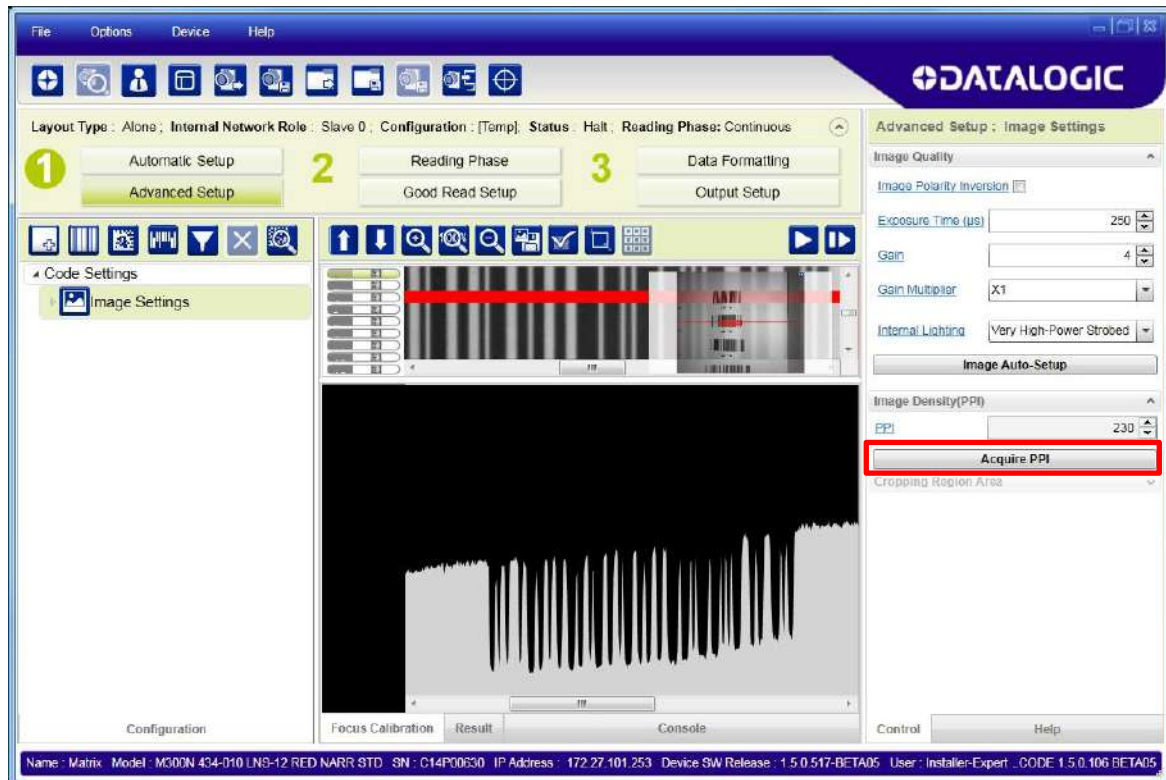 File Options Device Help
DATALOGIC
Layout Type : Alone ; Internal Network Role : Slave 0 ; Configuration : [Temp]; Status : Halt ; Reading Phase: Continuous
1
Automatic Setup
Advanced Setup
2
Reading Phase
Good Read Setup
3
Data Formatting
Output Setup
Advanced Setup : Image Settings
Image Quality
Image Polarity Inversion
Exposure Time (µs) 250
Gain 4
Gain Multiplier X1
Internal Lighting Very High-Power Strobed
Image Auto-Setup
Image Density(PPI)
PPI 230
Acquire PPI
Cropping Region Area
100%
Code Settings
Image Settings
Configuration
Focus Calibration Result Console
Control Help
Name : Matrix Model : M300N 434-010 LNS-12 RED NARR STD SN : C14P00630 IP Address : 172.27.101.253 Device SW Release : 1.5.0.517-BETA05 User : Installer-Expert _CODE 1.5.0.106 BETA05